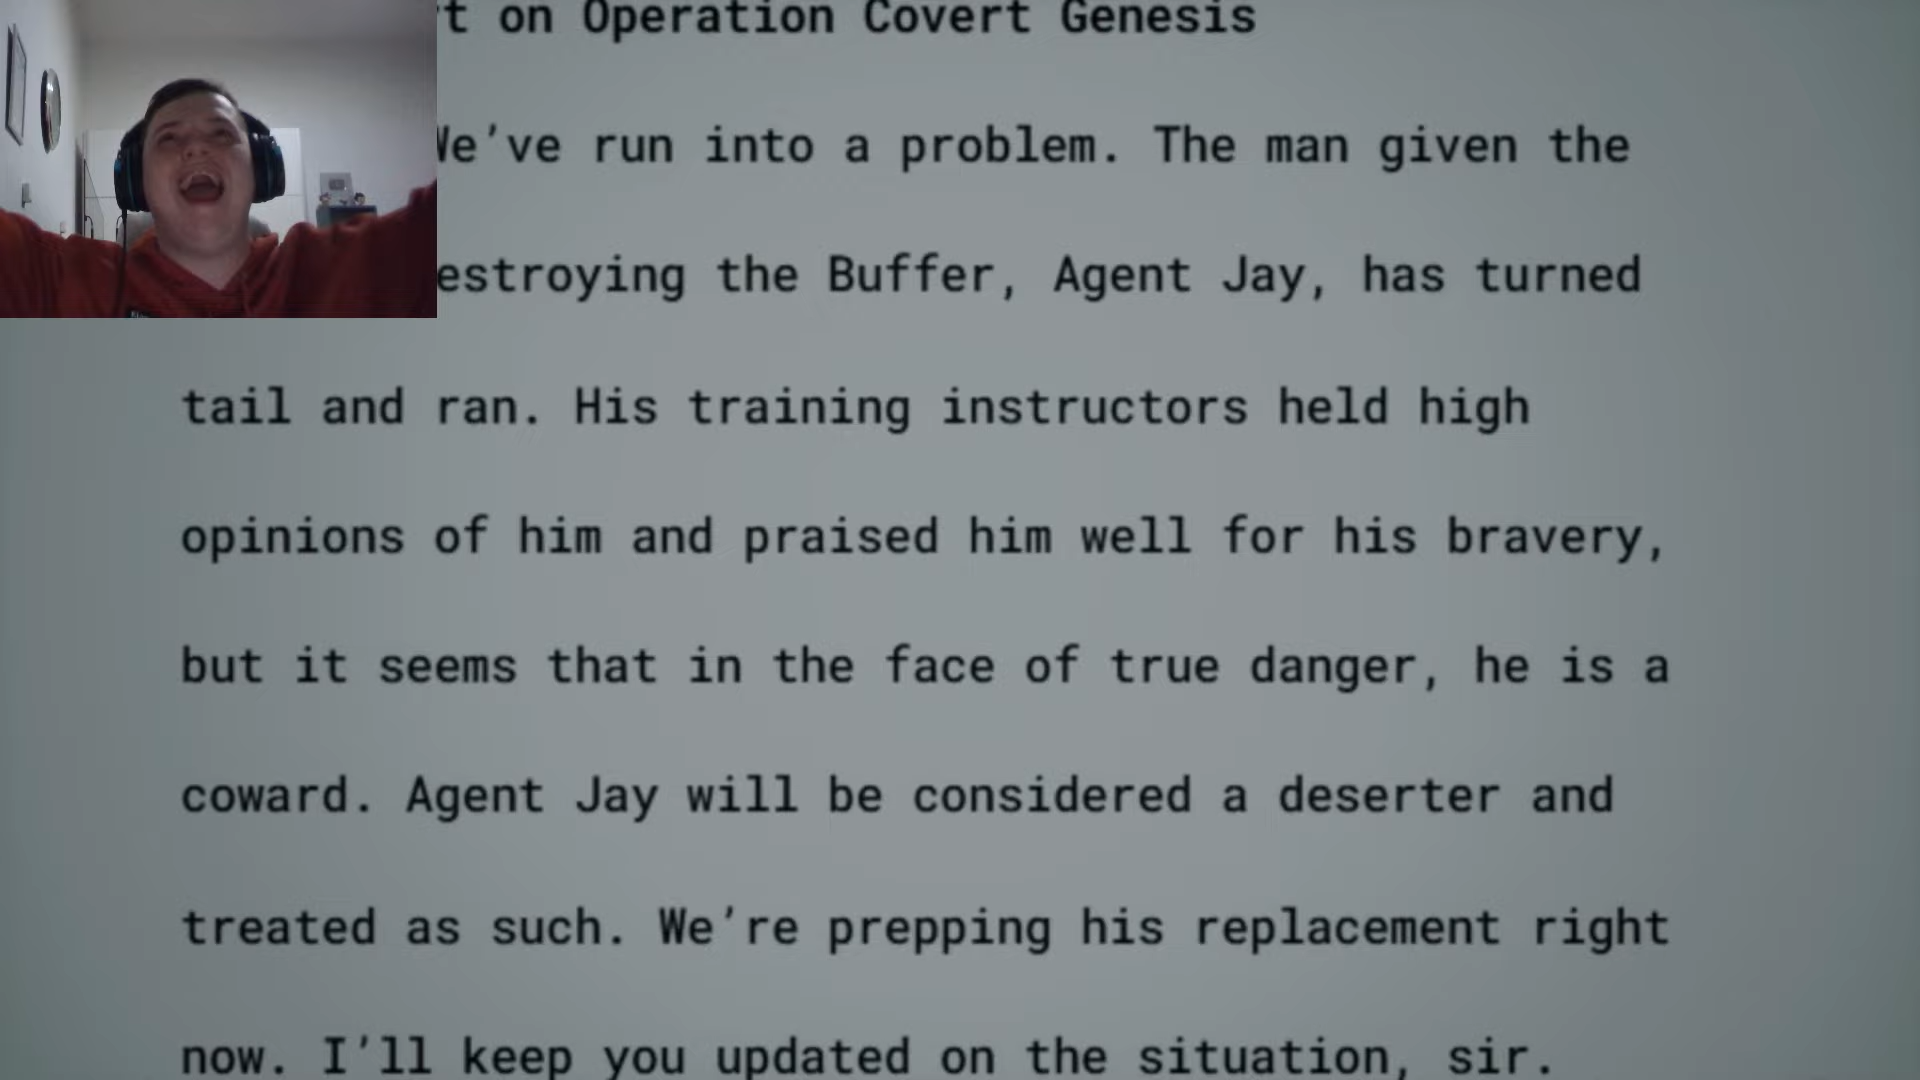 t on Operation Covert Genesis
We’ve run into a problem. The man given the
estroying the Buffer, Agent Jay, has turned
tail and ran. His training instructors held high
opinions of him and praised him well for his bravery,
but it seems that in the face of true danger, he is a
coward. Agent Jay will be considered a deserter and
treated as such. We’re prepping his replacement right
now. I’ll keep you updated on the situation, sir.